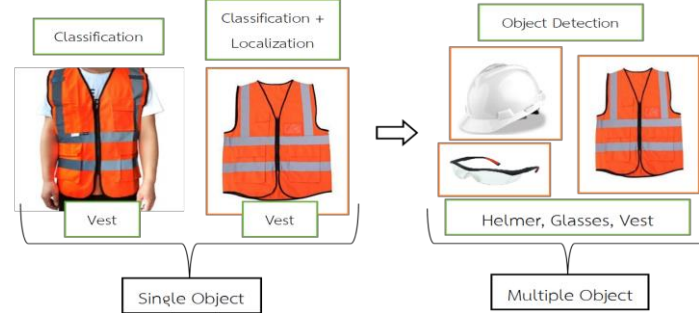 Classification
Classification +
Localization
Object Detection
Vest
Vest
Helmer, Glasses, Vest
Single Object
Multiple Object